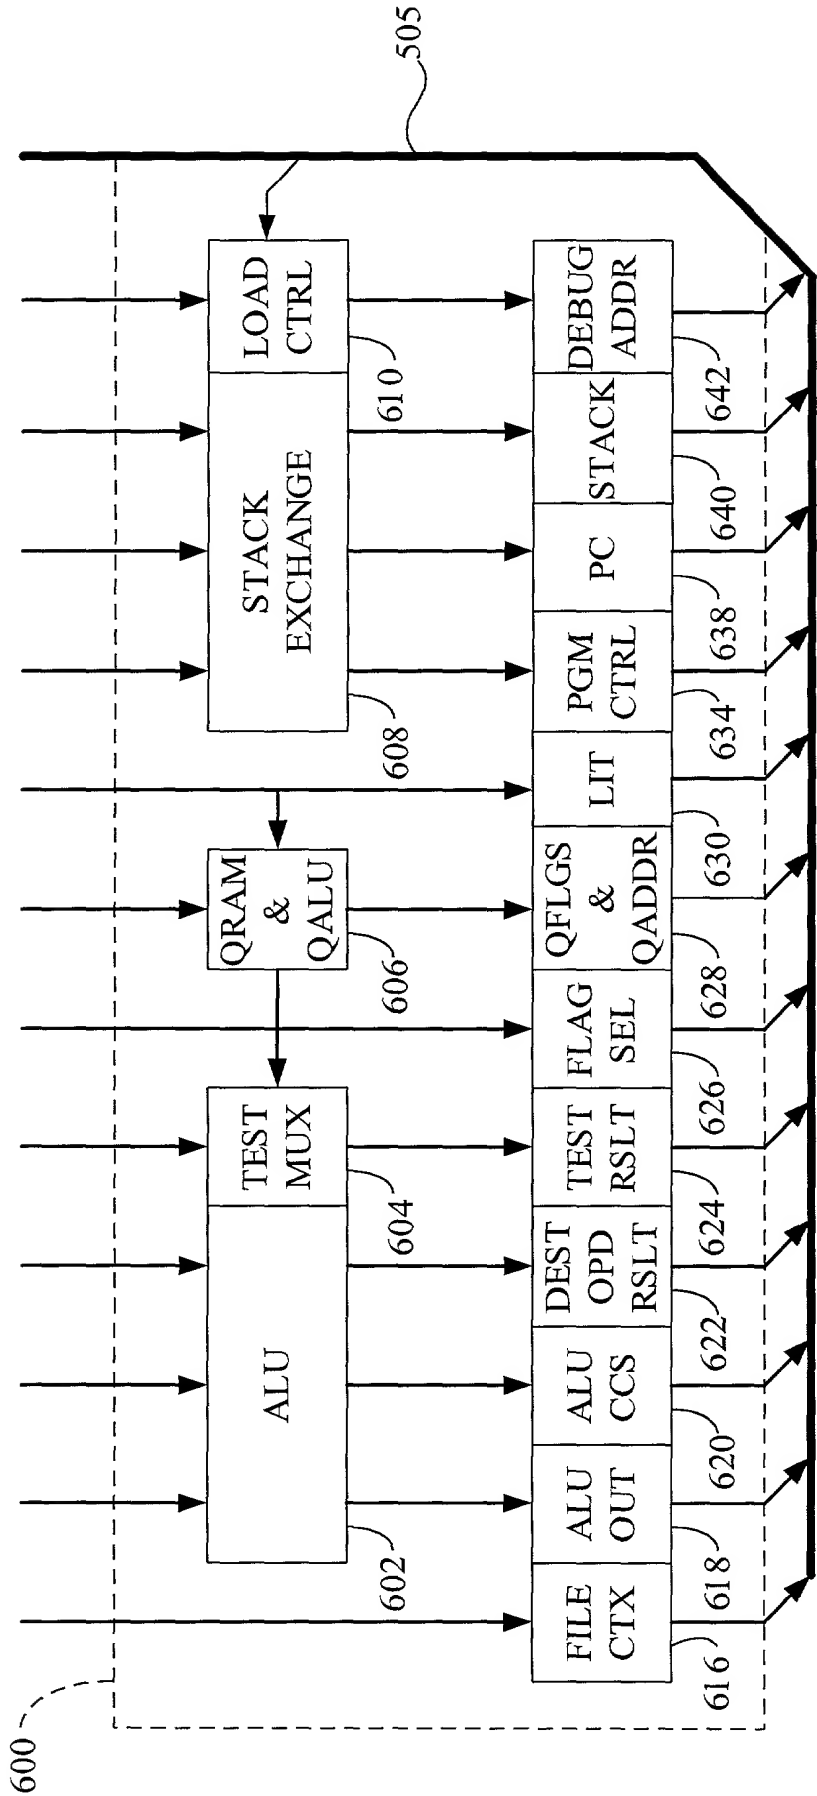 600
505
ALU
TEST
MUX
QRAM
&
QALU
STACK
EXCHANGE
LOAD
CTRL
602
604
606
608
610
FILE
CTX
ALU
OUT
ALU
CCS
DEST
OPD
RSLT
TEST
RSLT
FLAG
SEL
QFLGS
&
QADDR
LIT
PGM
CTRL
PC
STACK
DEBUG
ADDR
616
618
620
622
624
626
628
630
634
638
640
642